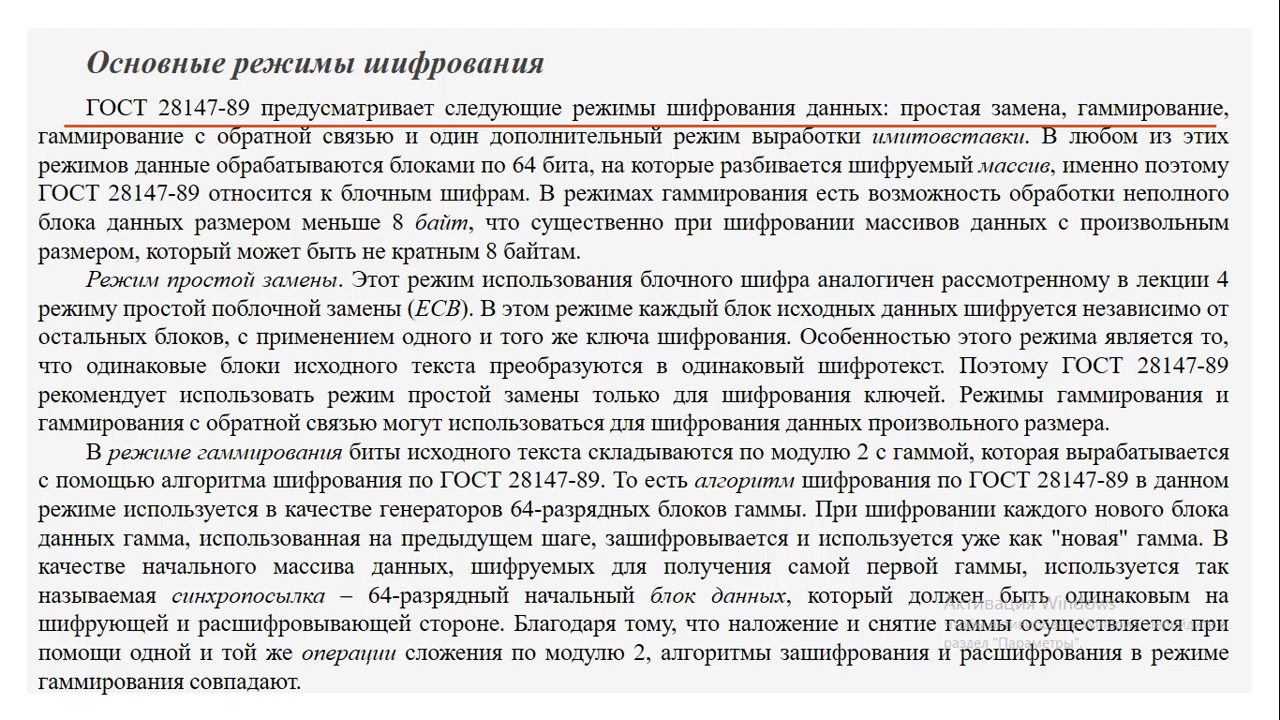 Основные режимы шифрования
ГОСТ 28147-89 предусматривает следующие режимы шифрования данных: простая замена, гаммирование,
гаммирование с обратной связью и один дополнительный режим выработки имитовставки. В любом из этих
режимов данные обрабатываются блоками по 64 бита, на которые разбивается шифруемый массив, именно поэтому
ГОСТ 28147-89 относится к блочным шифрам. В режимах гаммирования есть возможность обработки неполного
блока данных размером меньше 8 байт, что существенно при шифровании массивов данных с произвольным
размером, который может быть не кратным 8 байтам.
Режим простой замены. Этот режим использования блочного шифра аналогичен рассмотренному в лекции 4
режиму простой поблочной замены (ECB). В этом режиме каждый блок исходных данных шифруется независимо от
остальных блоков, с применением одного и того же ключа шифрования. Особенностью этого режима является то,
что одинаковые блоки исходного текста преобразуются в одинаковый шифротекст. Поэтому ГОСТ 28147-89
рекомендует использовать режим простой замены только для шифрования ключей. Режимы гаммирования и
гаммирования с обратной связью могут использоваться для шифрования данных произвольного размера.
В режиме гаммирования биты исходного текста складываются по модулю 2 с гаммой, которая вырабатывается
с помощью алгоритма шифрования по ГОСТ 28147-89. То есть алгоритм шифрования по ГОСТ 28147-89 в данном
режиме используется в качестве генераторов 64-разрядных блоков гаммы. При шифровании каждого нового блока
данных гамма, использованная на предыдущем шаге, зашифровывается и используется уже как "новая" гамма. В
качестве начального массива данных, шифруемых для получения самой первой гаммы, используется так
называемая синхропосылка – 64-разрядный начальный блок данных, который должен быть одинаковым на
шифрующей и расшифровывающей стороне. Благодаря тому, что наложение и снятие гаммы осуществляется при
помощи одной и той же операции сложения по модулю 2, алгоритмы зашифрования и расшифрования в режиме
гаммирования совпадают.
Активация Windows
раздел "Параметры".